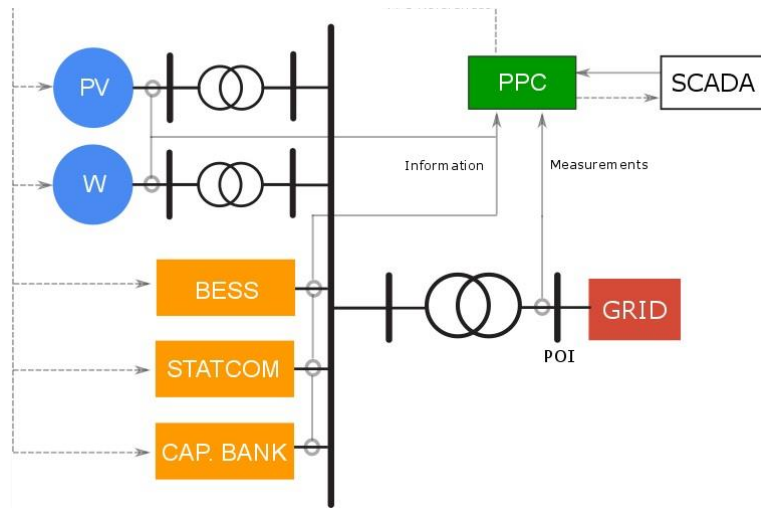 PV
PPC
SCADA
Information
Measurements
W
BESS
GRID
POI
STATCOM
CAP. BANK